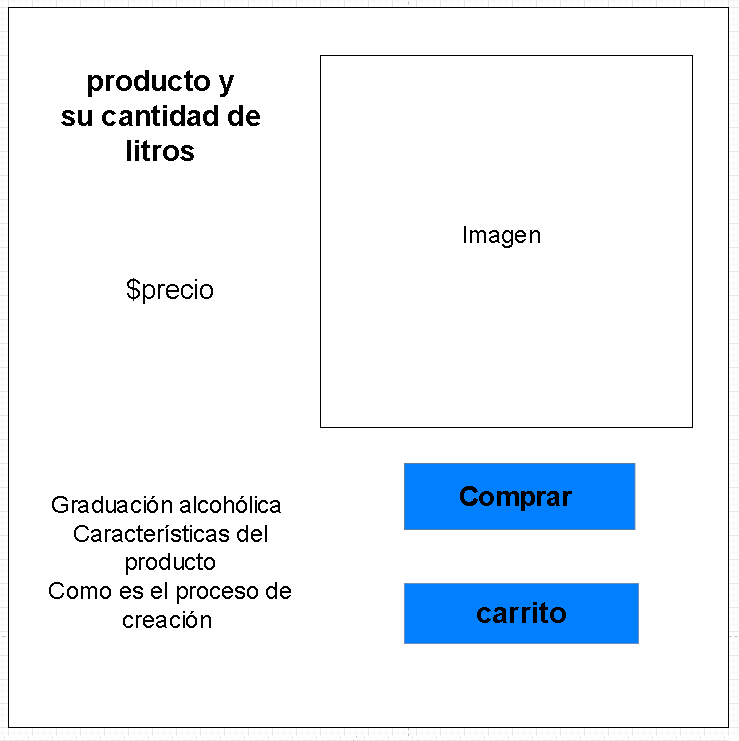 producto y
su cantidad de
litros
Imagen
$precio
Comprar
Graduación alcohólica
Características del
producto
Como es el proceso de
creación
carrito